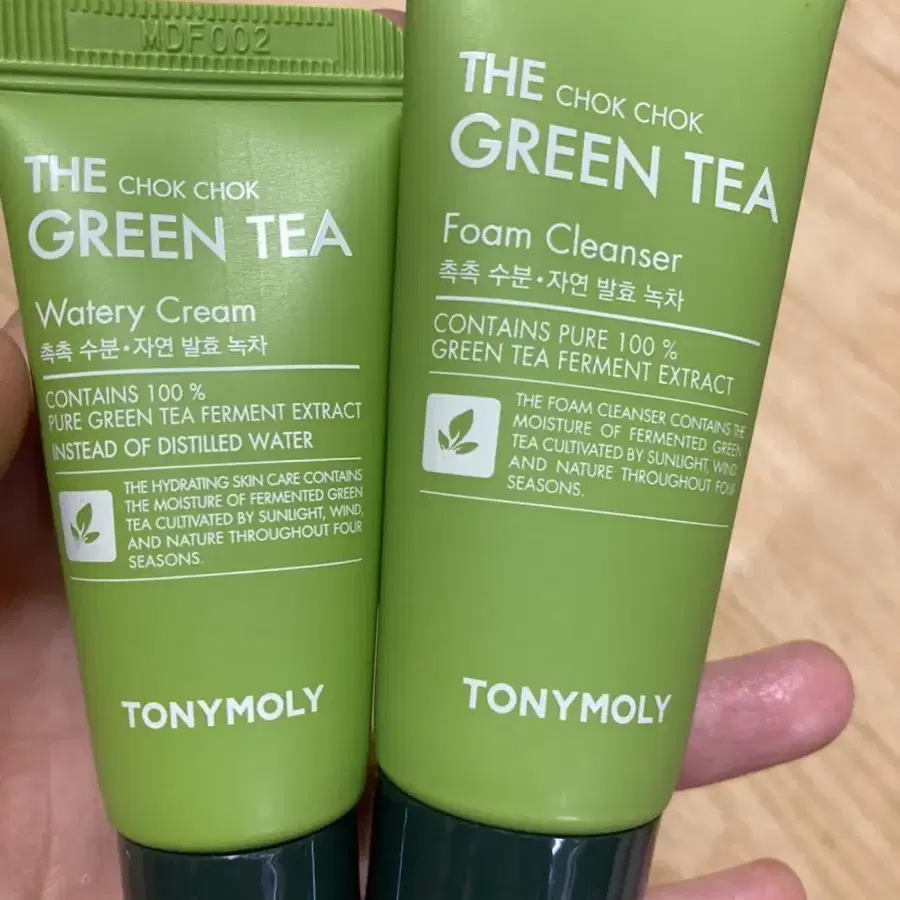 MDF002
THE CHOK CHOK
GREEN TEA
Watery Cream
촉촉 수분·자연 발효 녹차
CONTAINS 100 %
PURE GREEN TEA FERMENT EXTRACT
INSTEAD OF DISTILLED WATER
THE HYDRATING SKIN CARE CONTAINS
THE MOISTURE OF FERMENTED GREEN
TEA CULTIVATED BY SUNLIGHT, WIND,
AND NATURE THROUGHOUT FOUR
SEASONS.
TONYMOLY
THE CHOK CHOK
GREEN TEA
Foam Cleanser
촉촉 수분·자연 발효 녹차
CONTAINS PURE 100 %
GREEN TEA FERMENT EXTRACT
THE FOAM CLEANSER CONTAINS THE
MOISTURE OF FERMENTED GREEN
TEA CULTIVATED BY SUNLIGHT, WIND,
AND NATURE THROUGHOUT FOUR
SEASONS.
TONYMOLY